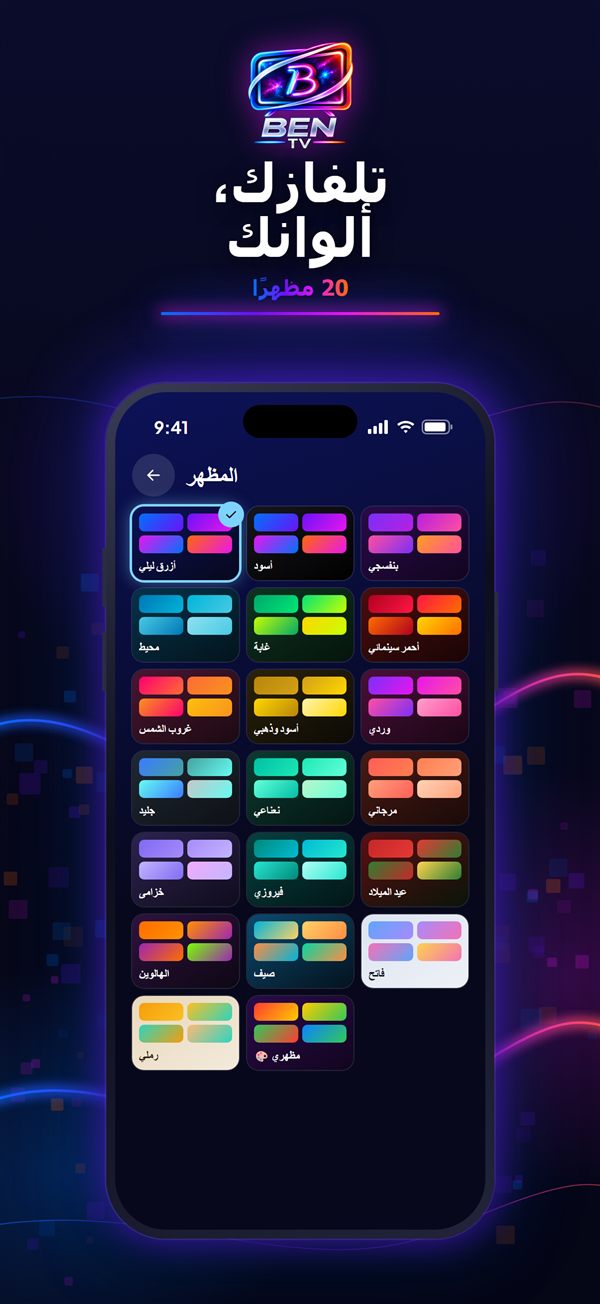 B
BEN
TV
تلفازك،
ألوانك
20 مظهرًا
9:41
المظهر
أزرق ليلي
أسود
بنفسجي
محيط
غابة
أحمر سينمائي
غروب الشمس
أسود وذهبي
وردي
جليد
نعناعي
مرجاني
خزامى
فيروزي
عيد الميلاد
الهالوين
صيف
فاتح
رملي
مظهري 🎨